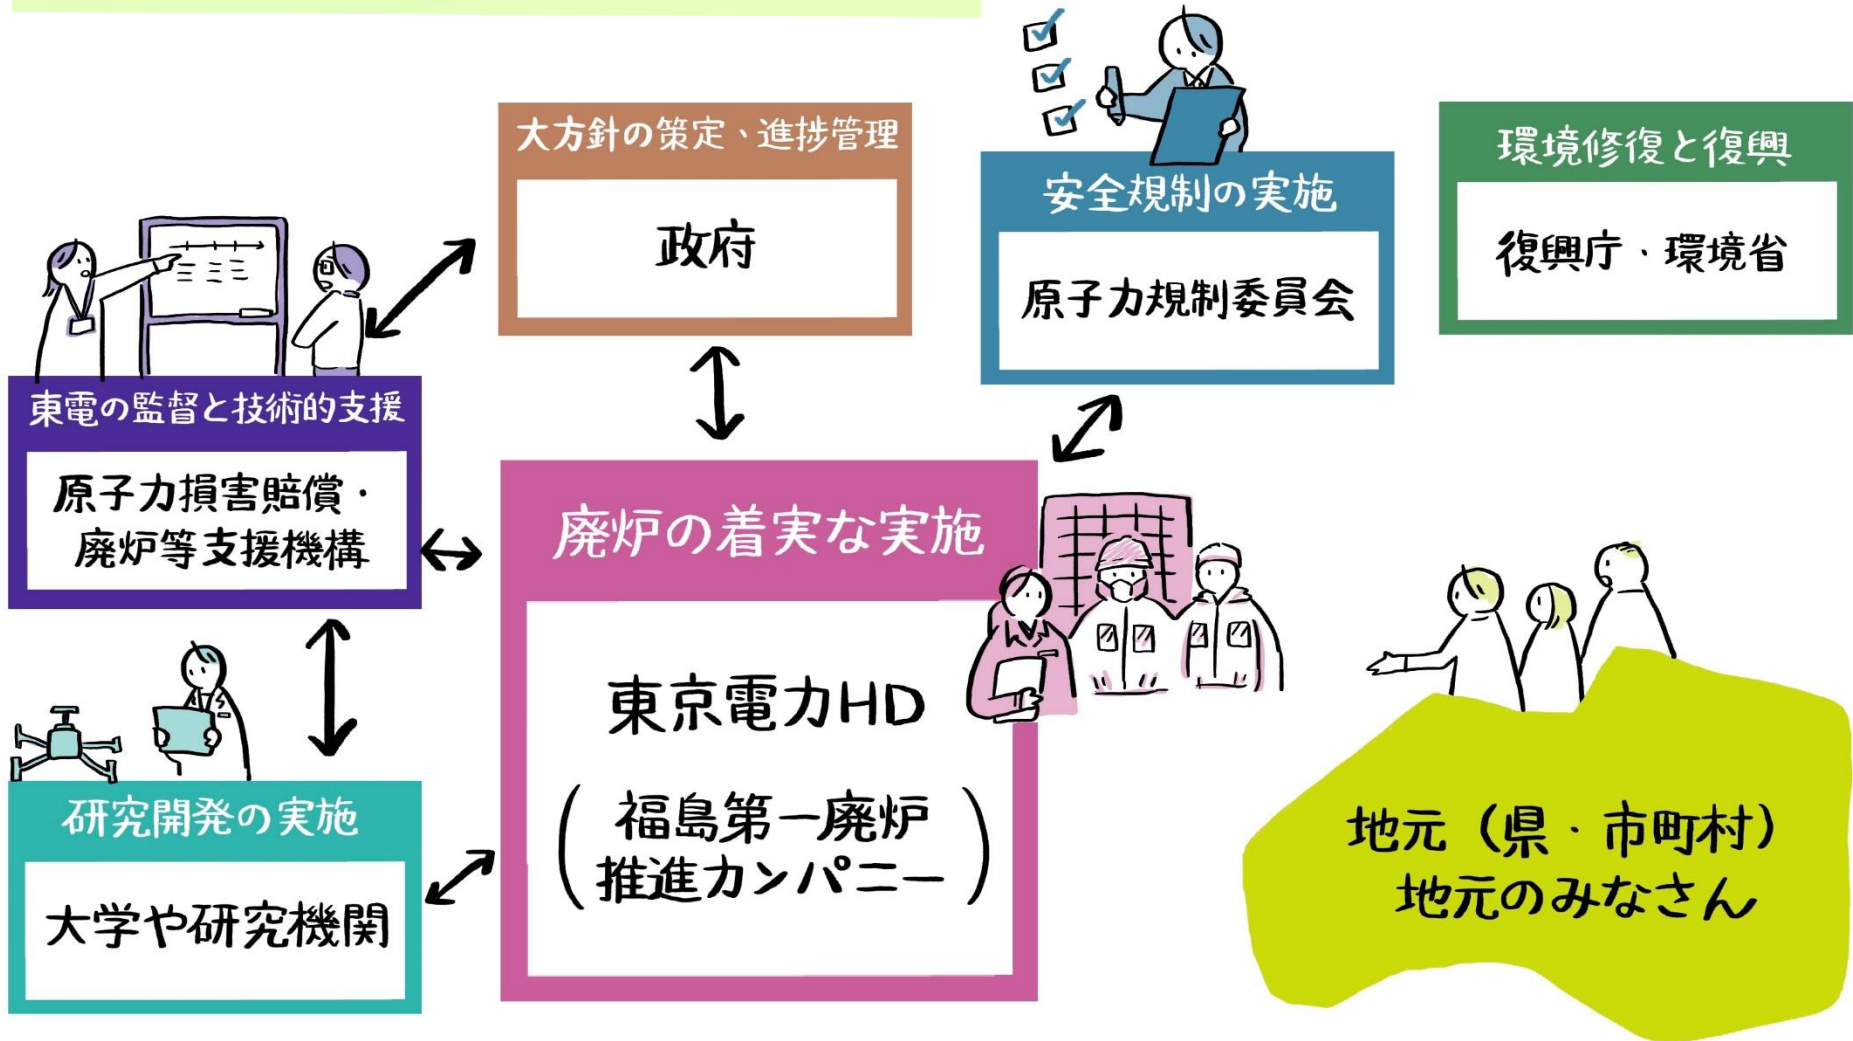 大方針の策定、進捗管理
政府
安全規制の実施
原子力規制委員会
環境修復と復興
復興庁・環境省
東電の監督と技術的支援
原子力損害賠償・
廃炉等支援機構
廃炉の着実な実施
東京電力HD
(福島第一廃炉
推進カンパニー)
研究開発の実施
大学や研究機関
地元(県・市町村)
地元のみなさん